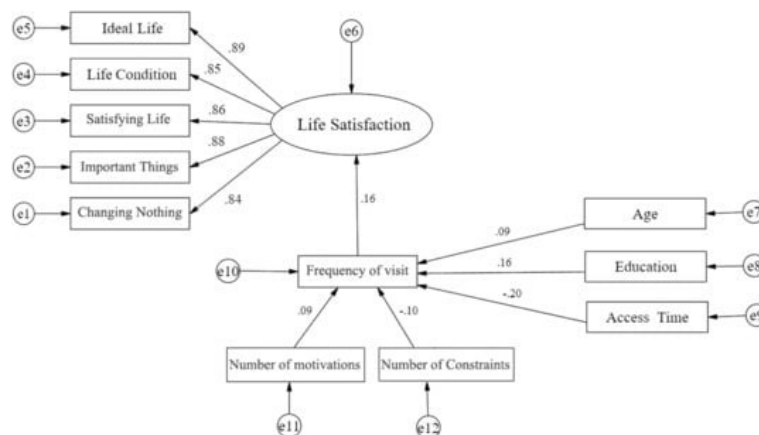 e5
Ideal Life
e6
.89
e4
Life Condition
.85
e3
Satisfying Life
.86
Life Satisfaction
e2
Important Things
.88
e1
Changing Nothing
.84
.16
Age
e7
.09
e10
Frequency of visit
.16
Education
e8
-.20
Access Time
e9
.09
-.10
Number of motivations
Number of Constraints
e11
e12